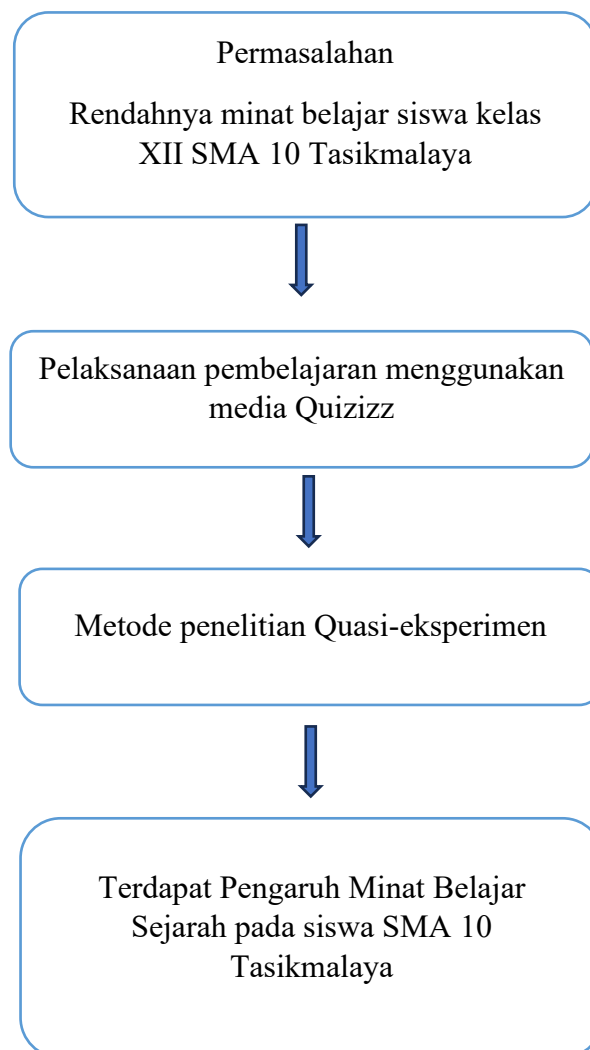 Permasalahan
Rendahnya minat belajar siswa kelas
XII SMA 10 Tasikmalaya
Pelaksanaan pembelajaran menggunakan
media Quizizz
Metode penelitian Quasi-eksperimen
Terdapat Pengaruh Minat Belajar
Sejarah pada siswa SMA 10
Tasikmalaya